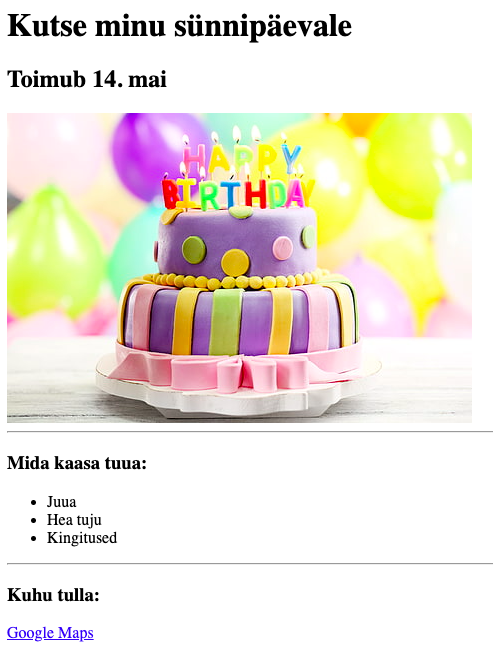 Kutse minu sünnipäevale
Toimub 14. mai
HAPPY
BIRTHDAY
Mida kaasa tuua:
Juua
Hea tuju
Kingitused
Kuhu tulla:
Google Maps